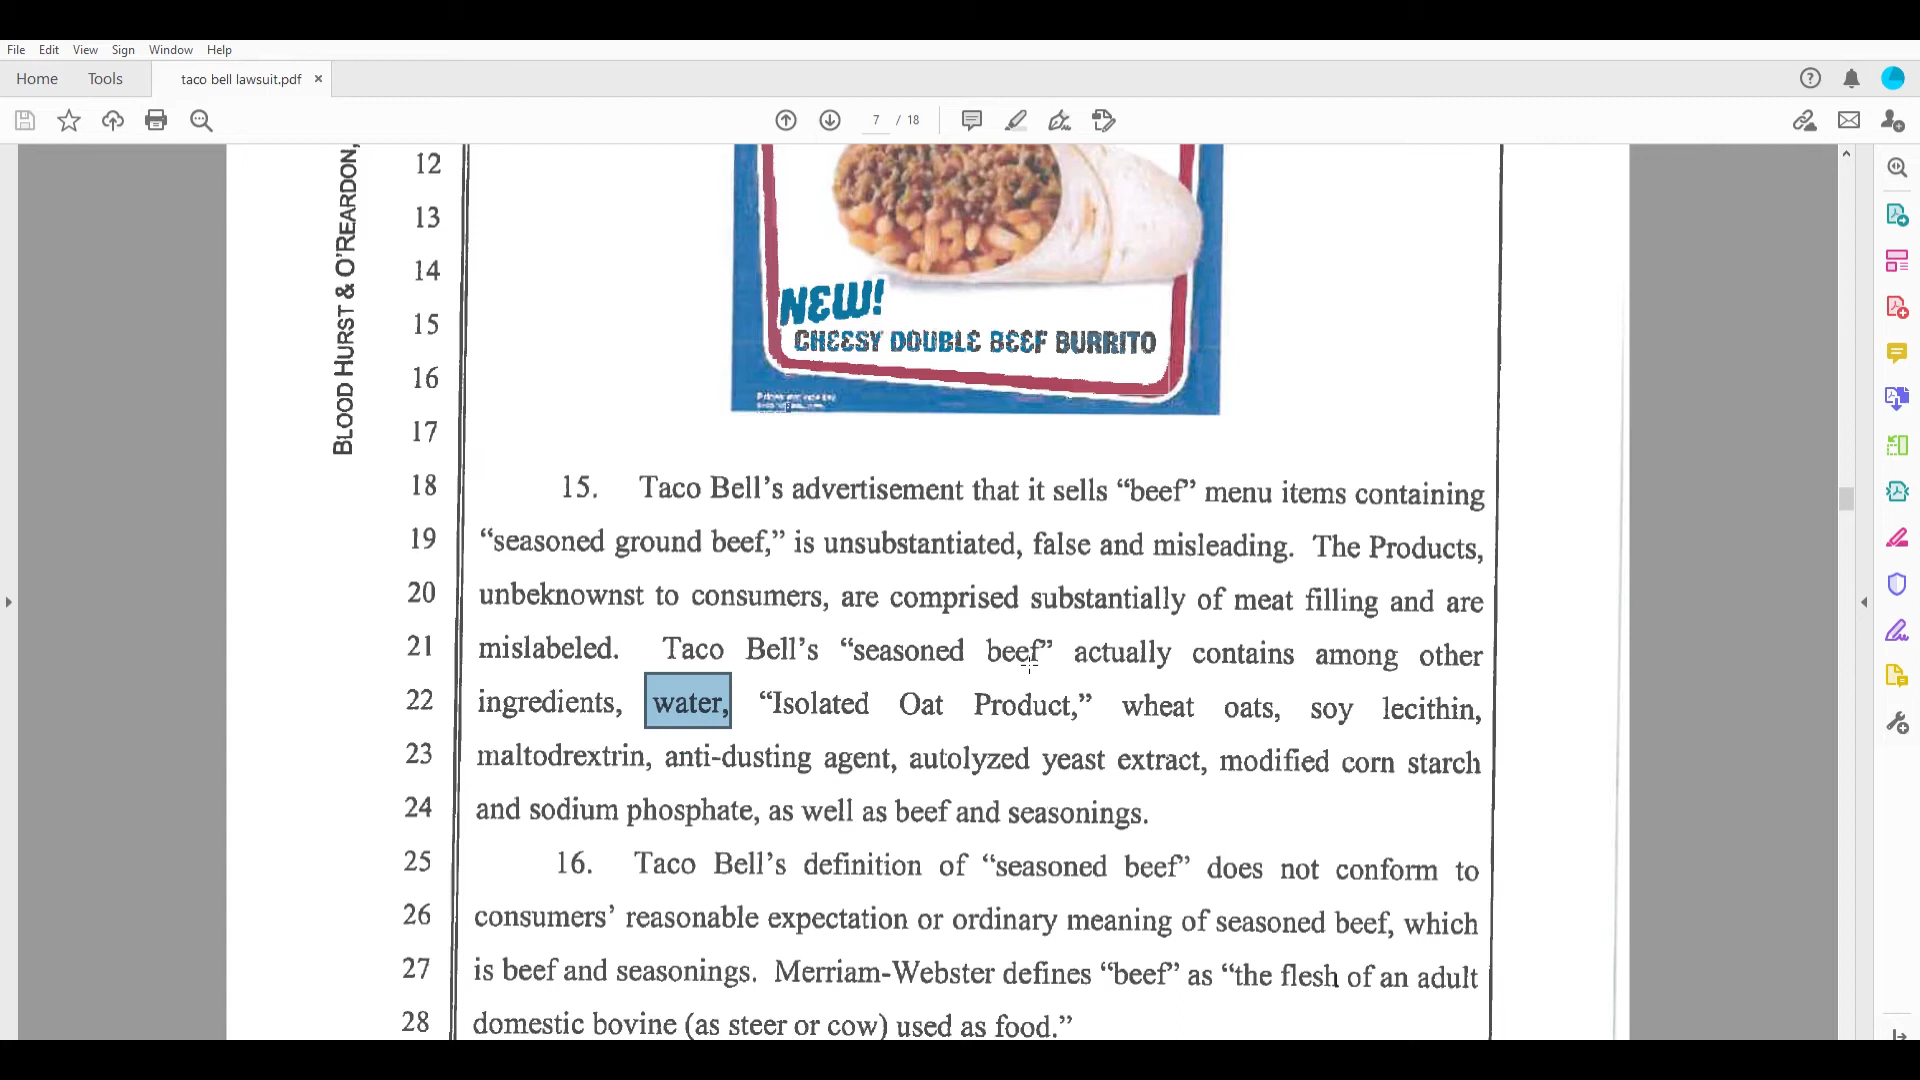 File Edit View Sign Window Help
Home Tools taco bell lawsuit.pdf ×
7 / 18
BLOOD HURST & O'REARDON,
12
13
14
NEW!
15
CHEESY DOUBLE BEEF BURRITO
16
17
18 15. Taco Bell's advertisement that it sells “beef” menu items containing
19 “seasoned ground beef,” is unsubstantiated, false and misleading. The Products,
20 unbeknownst to consumers, are comprised substantially of meat filling and are
21 mislabeled. Taco Bell's “seasoned beef” actually contains among other
22 ingredients, water, “Isolated Oat Product,” wheat oats, soy lecithin,
23 maltodrextrin, anti-dusting agent, autolyzed yeast extract, modified corn starch
24 and sodium phosphate, as well as beef and seasonings.
25 16. Taco Bell's definition of “seasoned beef” does not conform to
26 consumers' reasonable expectation or ordinary meaning of seasoned beef, which
27 is beef and seasonings. Merriam-Webster defines “beef” as “the flesh of an adult
28 domestic bovine (as steer or cow) used as food.”